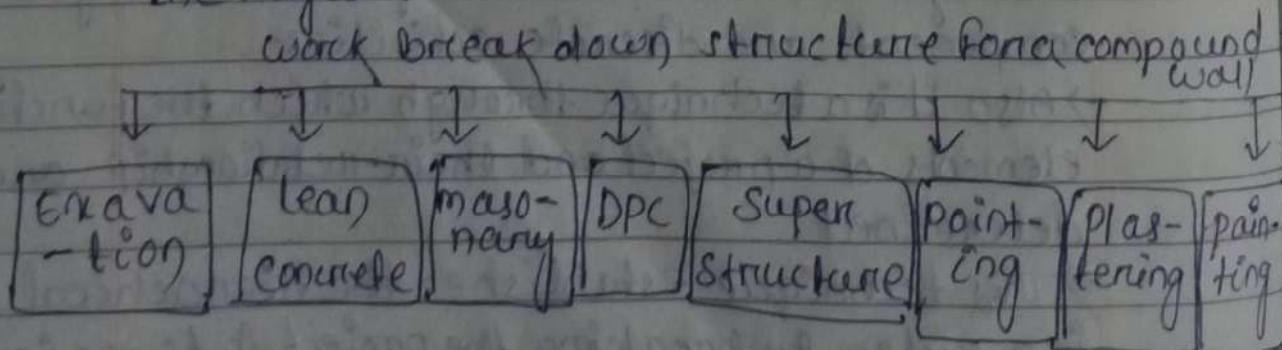 work break down structure for a compound
wall
Exava
-tion
lean
concrete
maso-
nary
DPC
Super
structure
point-
ing
Plas-
tering
pain-
ting